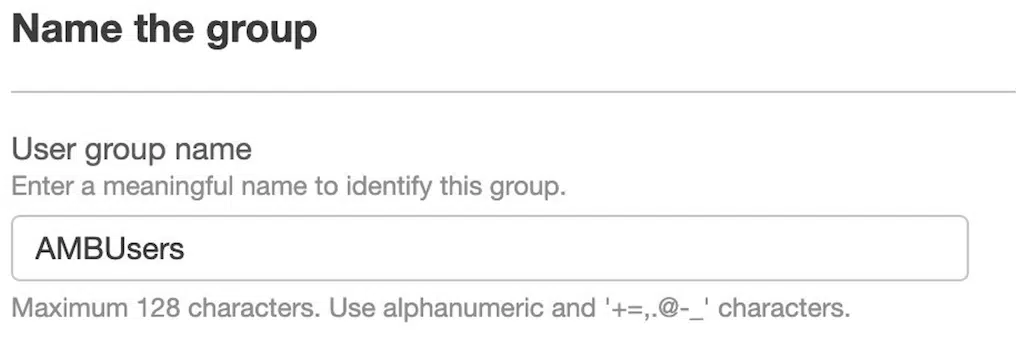 Name the group
User group name
Enter a meaningful name to identify this group.
AMBUsers
Maximum 128 characters. Use alphanumeric and '+=,.@-_' characters.